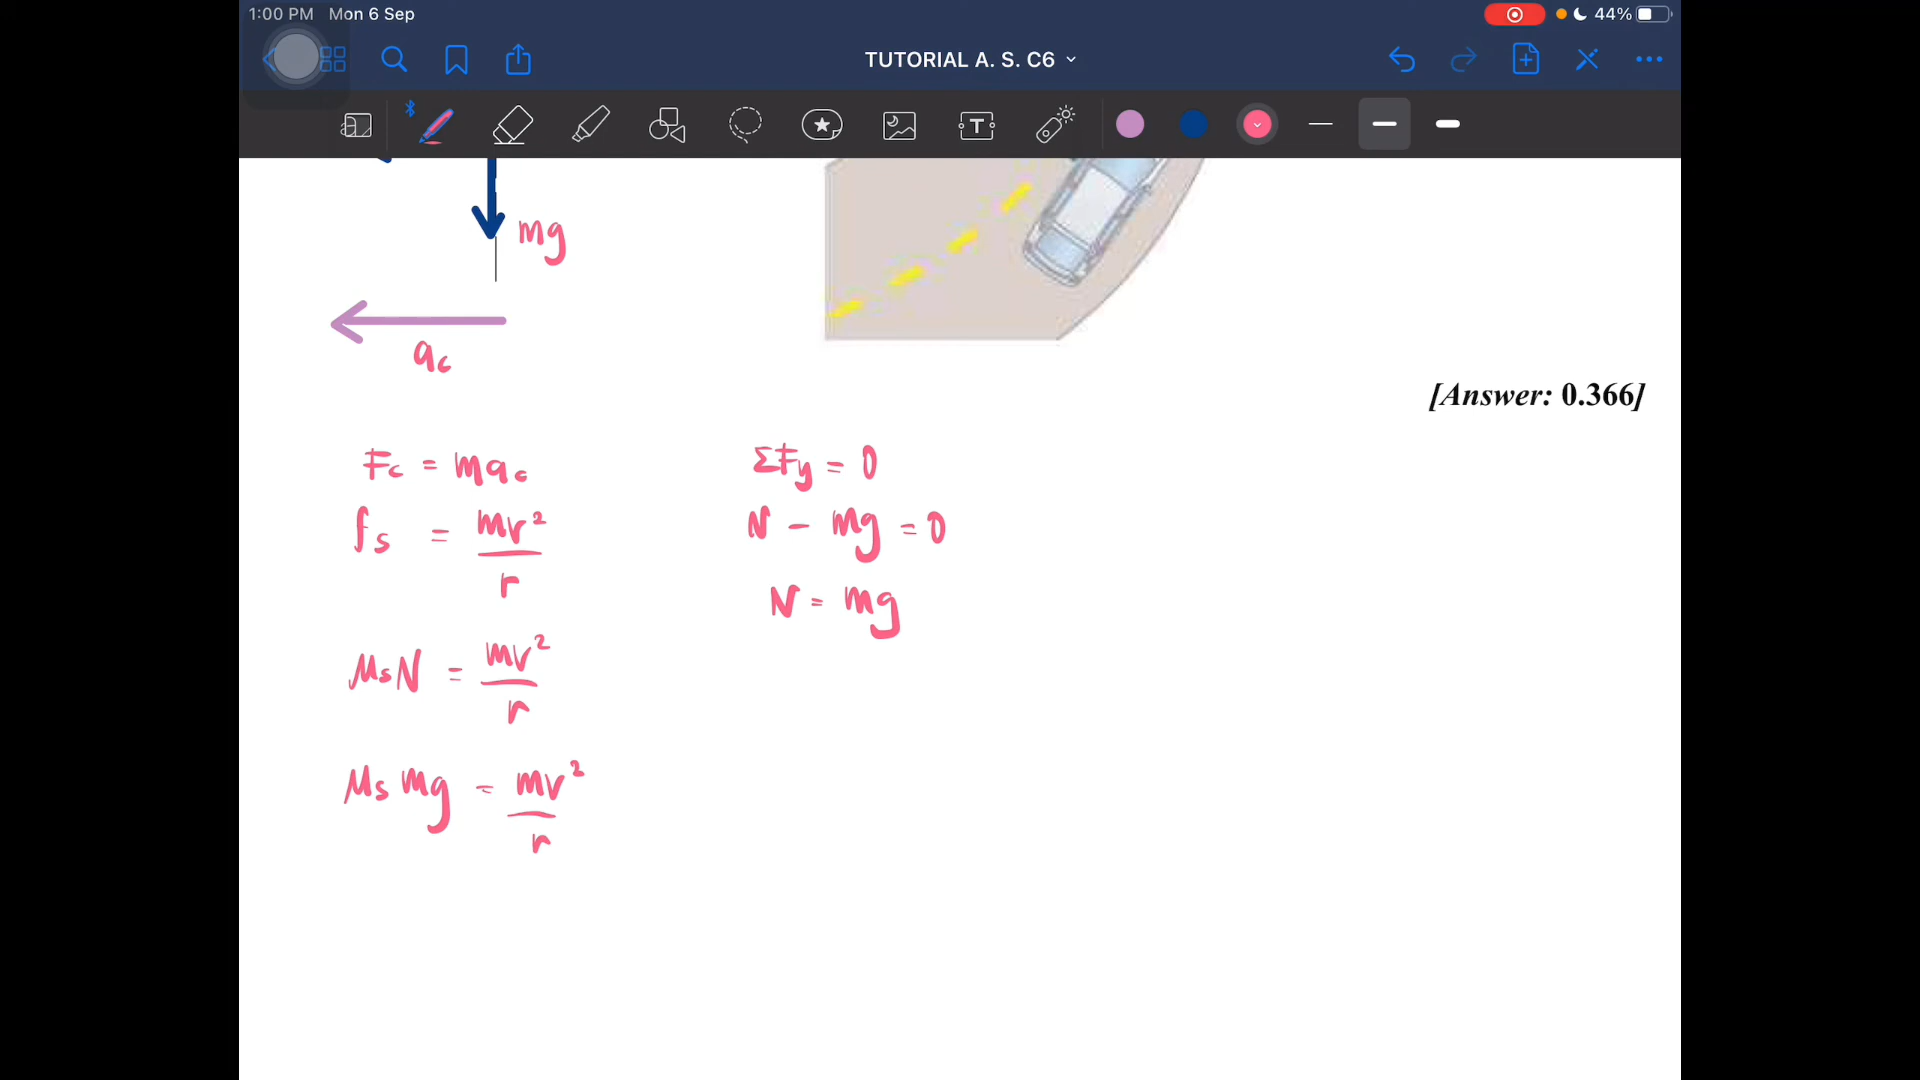 1:00 PM Mon 6 Sep
44%
TUTORIAL A. S. C6
mg
ac
[Answer: 0.366]
Fc = mac
fs = mv²/r
μsN = mv²/r
μs mg = mv²/r
ΣFy = 0
N - mg = 0
N = mg